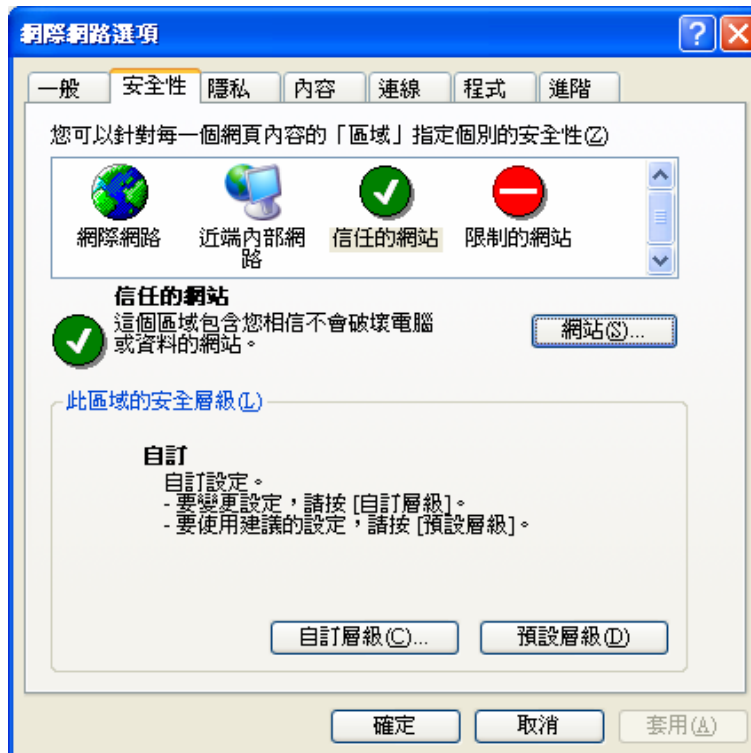 網際網路選項
一般 安全性 隱私 內容 連線 程式 進階
您可以針對每一個網頁內容的「區域」指定個別的安全性(Z)
網際網路 近端內部網路 信任的網站 限制的網站
信任的網站
這個區域包含您相信不會破壞電腦
或資料的網站。
網站(S)...
此區域的安全層級(L)
自訂
自訂設定。
- 要變更設定，請按 [自訂層級]。
- 要使用建議的設定，請按 [預設層級]。
自訂層級(C)... 預設層級(D)
確定 取消 套用(A)